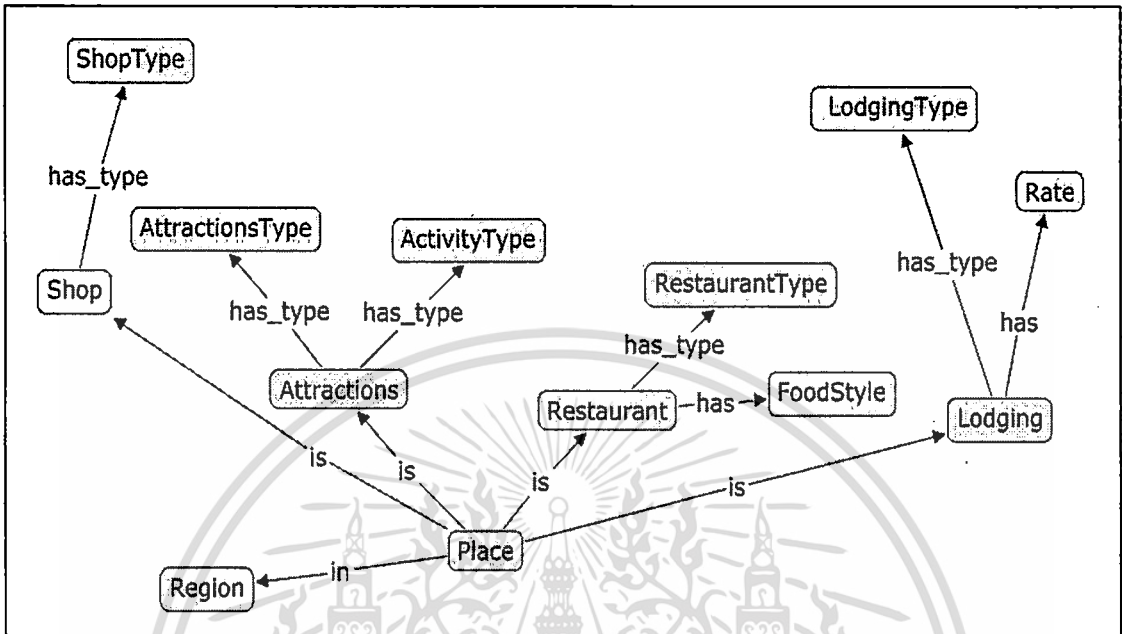 ShopType
LodgingType
has_type
Rate
AttractionsType
ActivityType
has_type
Shop
RestaurantType
has_type
has_type
has
has_type
Attractions
FoodStyle
Restaurant
has
Lodging
is
is
is
is
Place
in
Region